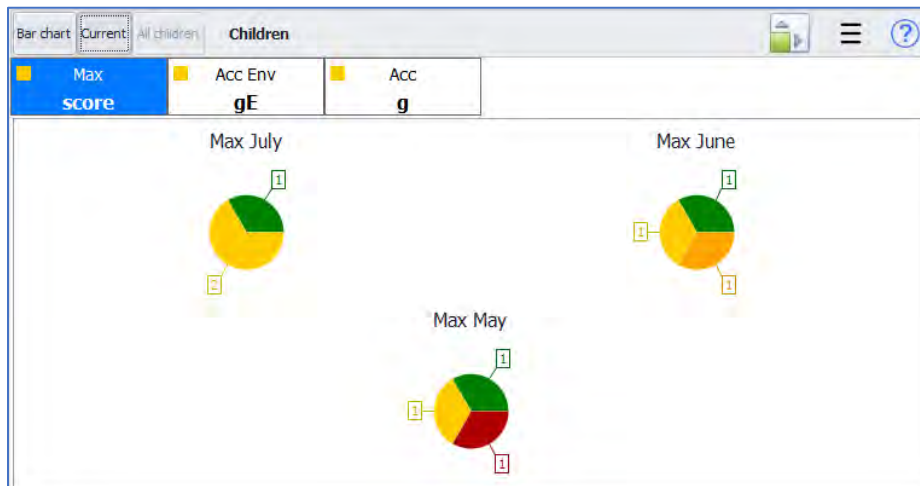 Bar chart Current All children Children ?
Max Acc Env Acc
score gE g
Max July Max June
1 1
1
2 1
Max May
1
1
1